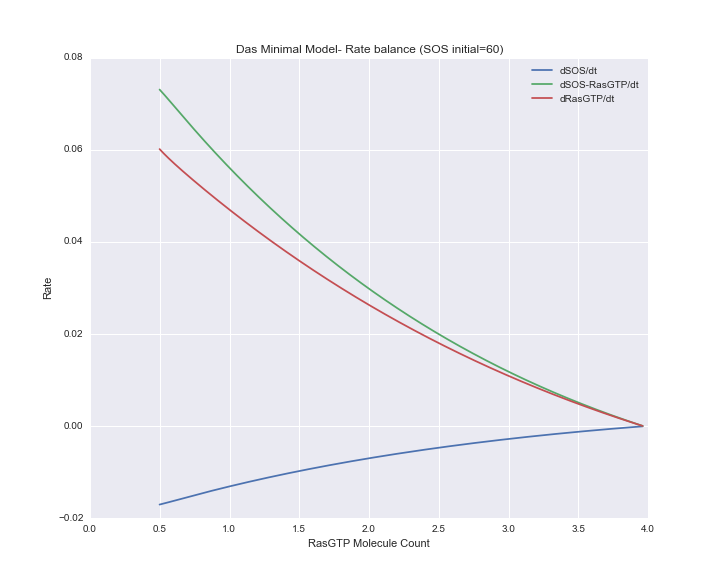 Das Minimal Model- Rate balance (SOS initial=60)
0.08
0.06
0.04
0.02
0.00
−0.02
Rate
dSOS/dt
dSOS-RasGTP/dt
dRasGTP/dt
0.0 0.5 1.0 1.5 2.0 2.5 3.0 3.5 4.0
RasGTP Molecule Count